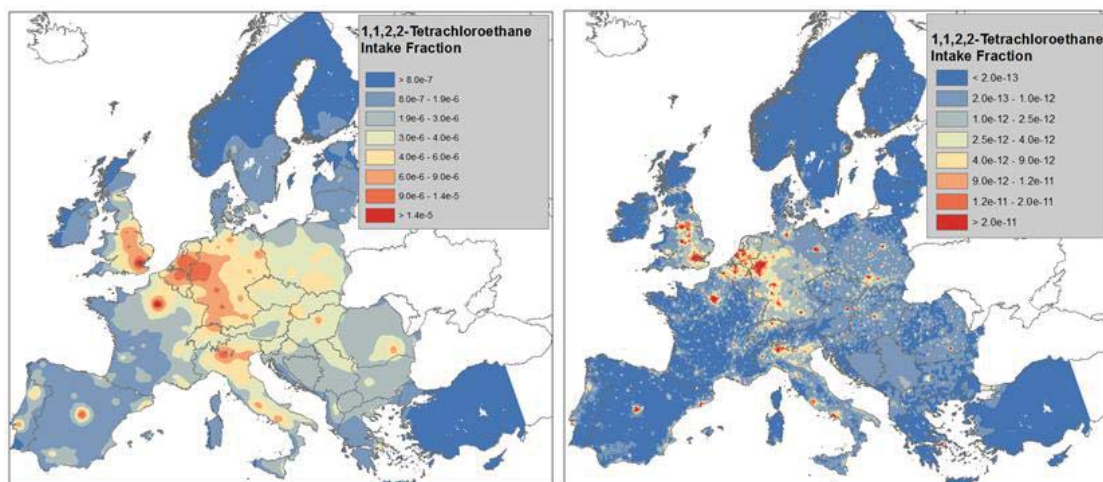 1,1,2,2-Tetrachloroethane
Intake Fraction
> 8.0e-7
8.0e-7 - 1.9e-6
1.9e-6 - 3.0e-6
3.0e-6 - 4.0e-6
4.0e-6 - 6.0e-6
6.0e-6 - 9.0e-6
9.0e-6 - 1.4e-5
> 1.4e-5
1,1,2,2-Tetrachloroethane
Intake Fraction
< 2.0e-13
2.0e-13 - 1.0e-12
1.0e-12 - 2.5e-12
2.5e-12 - 4.0e-12
4.0e-12 - 9.0e-12
9.0e-12 - 1.2e-11
1.2e-11 - 2.0e-11
> 2.0e-11